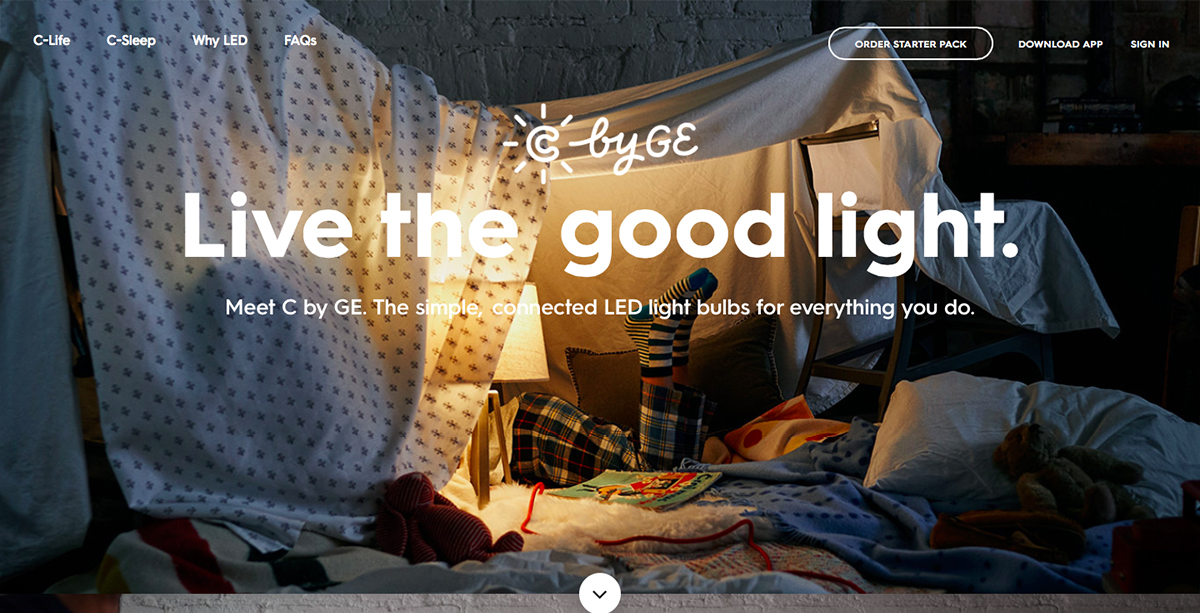 C-Life
C-Sleep
Why LED
FAQs
ORDER STARTER PACK
DOWNLOAD APP
SIGN IN
C by GE
Live the good light.
Meet C by GE. The simple, connected LED light bulbs for everything you do.